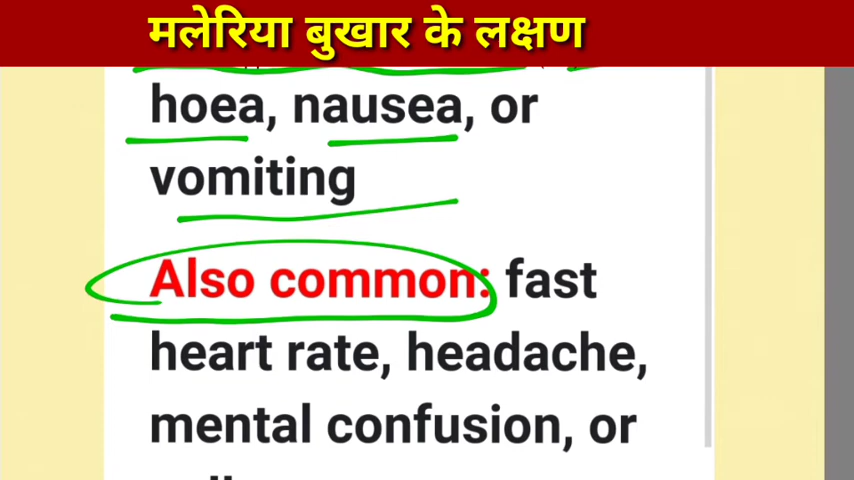 मलेरिया बुखार के लक्षण
hoea, nausea, or
vomiting
Also common: fast
heart rate, headache,
mental confusion, or